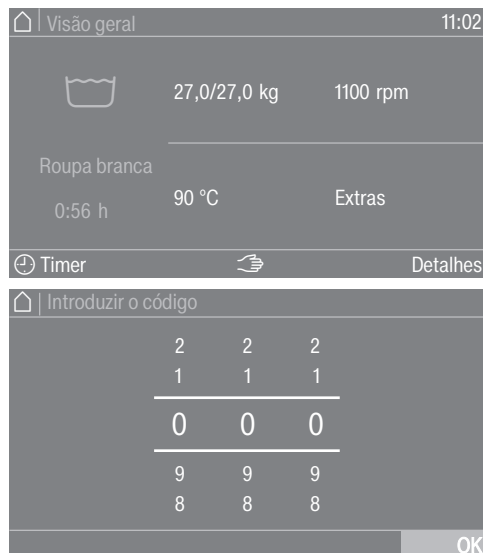 Visão geral 11:02
27,0/27,0 kg 1100 rpm
Roupa branca
0:56 h
90 °C Extras
Timer Detalhes
Introduzir o código
2 2 2
1 1 1
0 0 0
9 9 9
8 8 8
OK